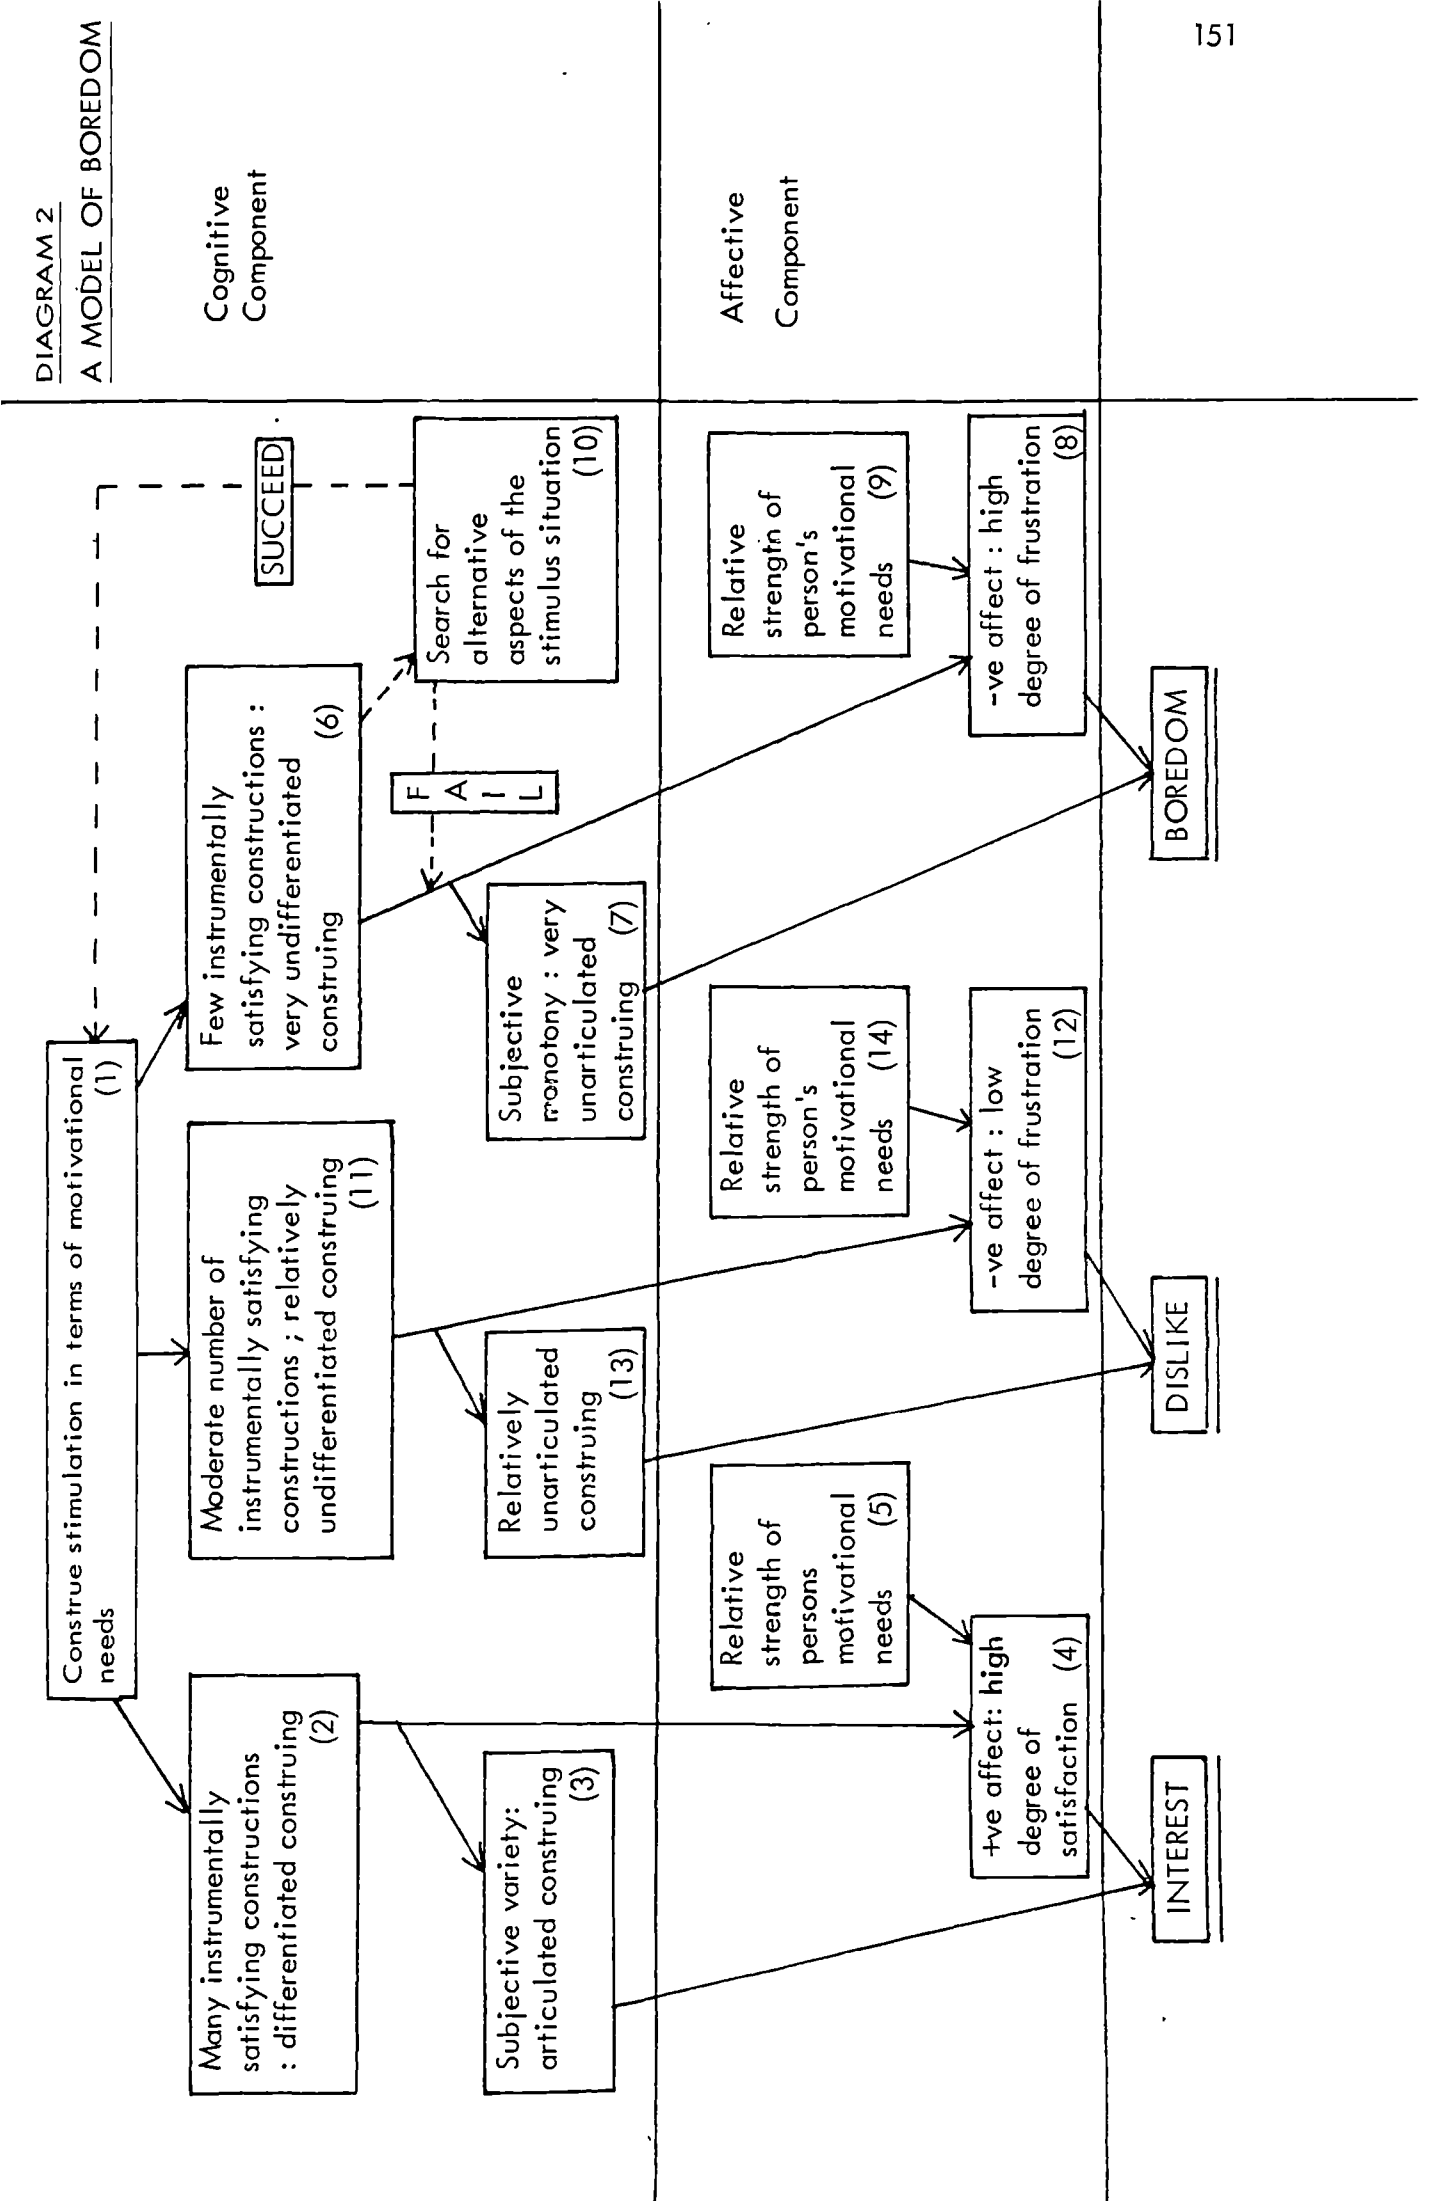 151
DIAGRAM 2
A MODEL OF BOREDOM
Cognitive
Component
Construe stimulation in terms of motivational
needs
(1)
SUCCEED
Many instrumentally
satisfying constructions
: differentiated construing
(2)
Moderate number of
instrumentally satisfying
constructions ; relatively
undifferentiated construing
(11)
Few instrumentally
satisfying constructions :
very undifferentiated
construing
(6)
Search for
alternative
aspects of the
stimulus situation
(10)
F
A
I
L
Subjective variety:
articulated construing
(3)
Relatively
unarticulated
construing
(13)
Subjective
monotony : very
unarticulated
construing
(7)
Affective
Component
Relative
strength of
persons
motivational
needs (5)
Relative
strength of
person's
motivational
needs (14)
Relative
strength of
person's
motivational
needs (9)
+ve affect: high
degree of
satisfaction (4)
-ve affect : low
degree of frustration
(12)
-ve affect : high
degree of frustration
(8)
INTEREST
DISLIKE
BOREDOM